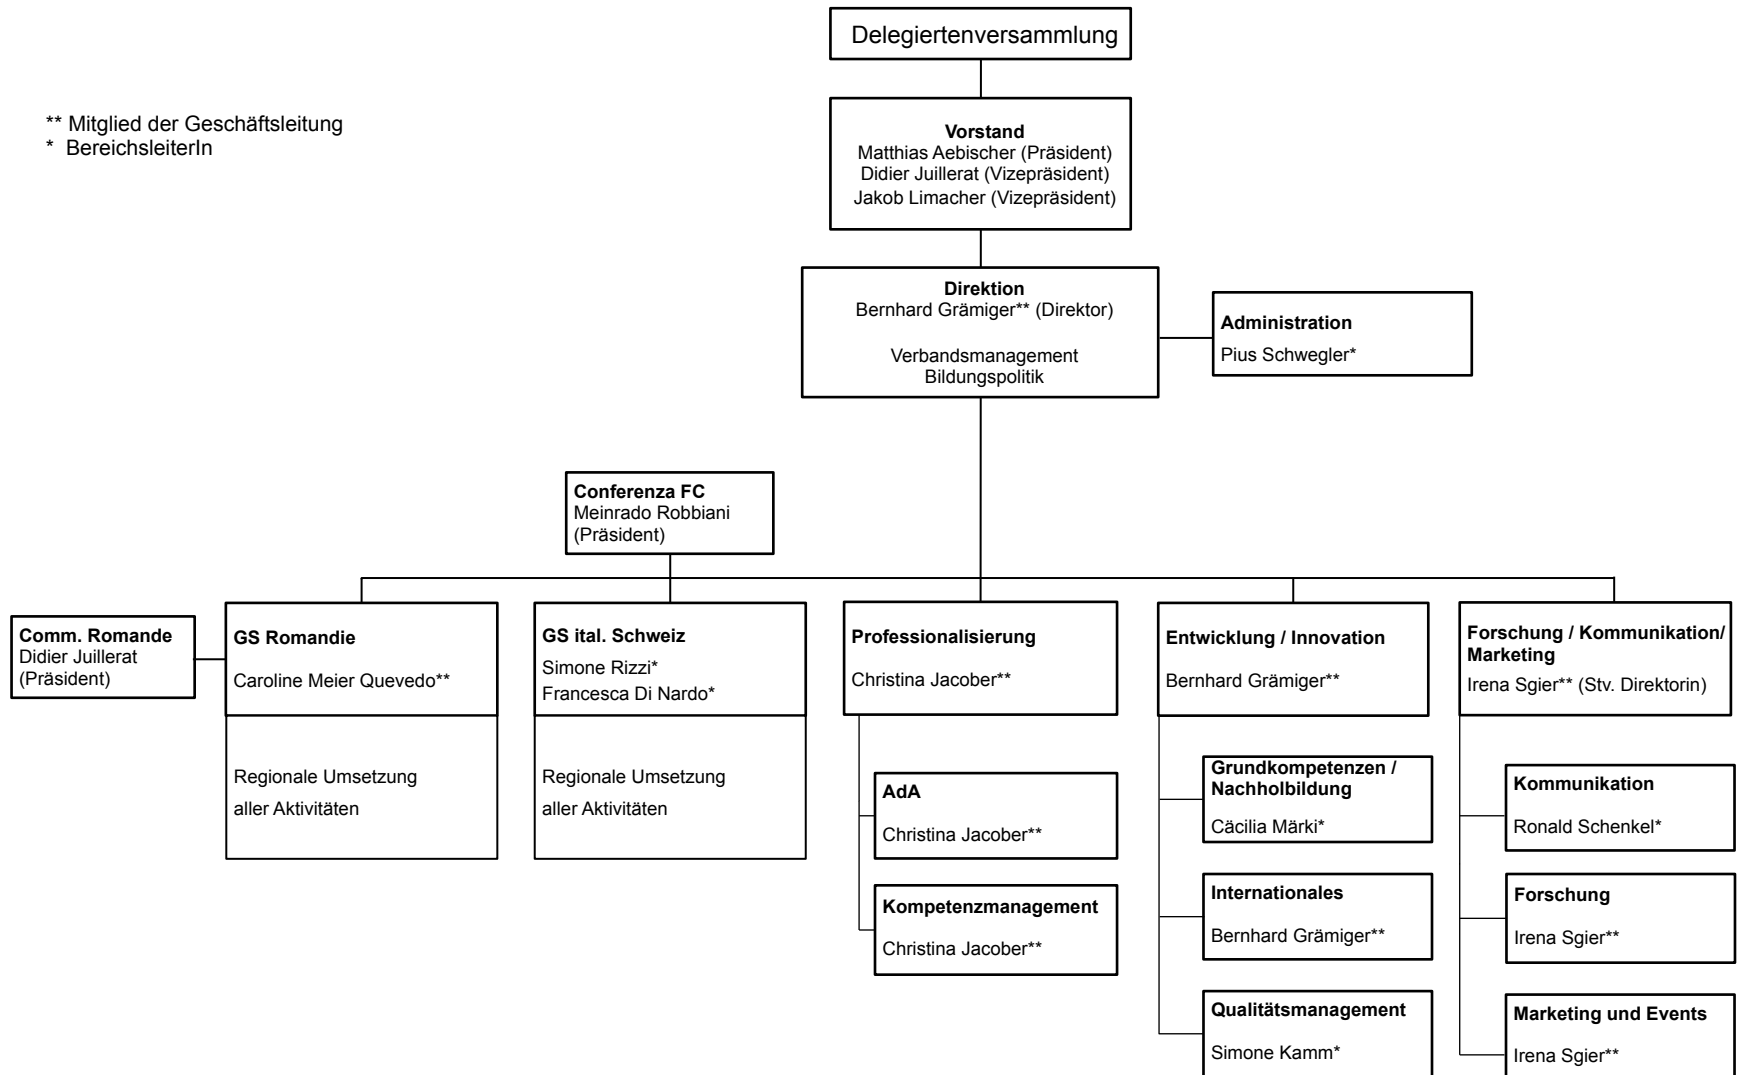 Delegiertenversammlung
** Mitglied der Geschäftsleitung
* BereichsleiterIn
Vorstand
Matthias Aebischer (Präsident)
Didier Juillerat (Vizepräsident)
Jakob Limacher (Vizepräsident)
Direktion
Bernhard Grämiger** (Direktor)
Verbandsmanagement
Bildungspolitik
Administration
Pius Schwegler*
Conferenza FC
Meinrado Robbiani
(Präsident)
Comm. Romande
Didier Juillerat
(Präsident)
GS Romandie
Caroline Meier Quevedo**
Regionale Umsetzung
aller Aktivitäten
GS ital. Schweiz
Simone Rizzi*
Francesca Di Nardo*
Regionale Umsetzung
aller Aktivitäten
Professionalisierung
Christina Jacober**
AdA
Christina Jacober**
Kompetenzmanagement
Christina Jacober**
Entwicklung / Innovation
Bernhard Grämiger**
Grundkompetenzen /
Nachholbildung
Cäcilia Märki*
Internationales
Bernhard Grämiger**
Qualitätsmanagement
Simone Kamm*
Forschung / Kommunikation/
Marketing
Irena Sgier** (Stv. Direktorin)
Kommunikation
Ronald Schenkel*
Forschung
Irena Sgier**
Marketing und Events
Irena Sgier**